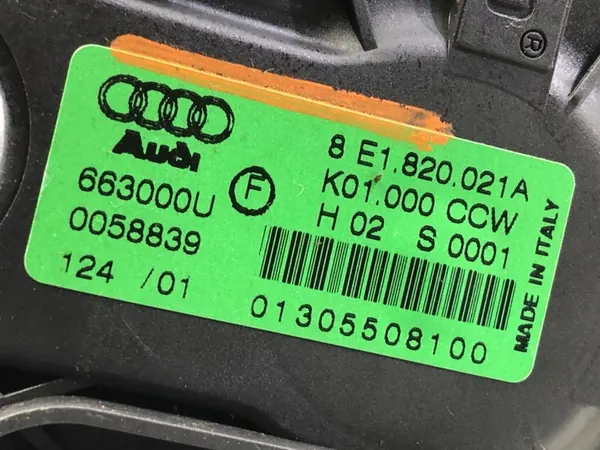 Audi
663000U F
0058839
124 /01
8 E1.820.021A
K01.000 CCW
H 02 S 0001
01305508100
MADE IN ITALY
®